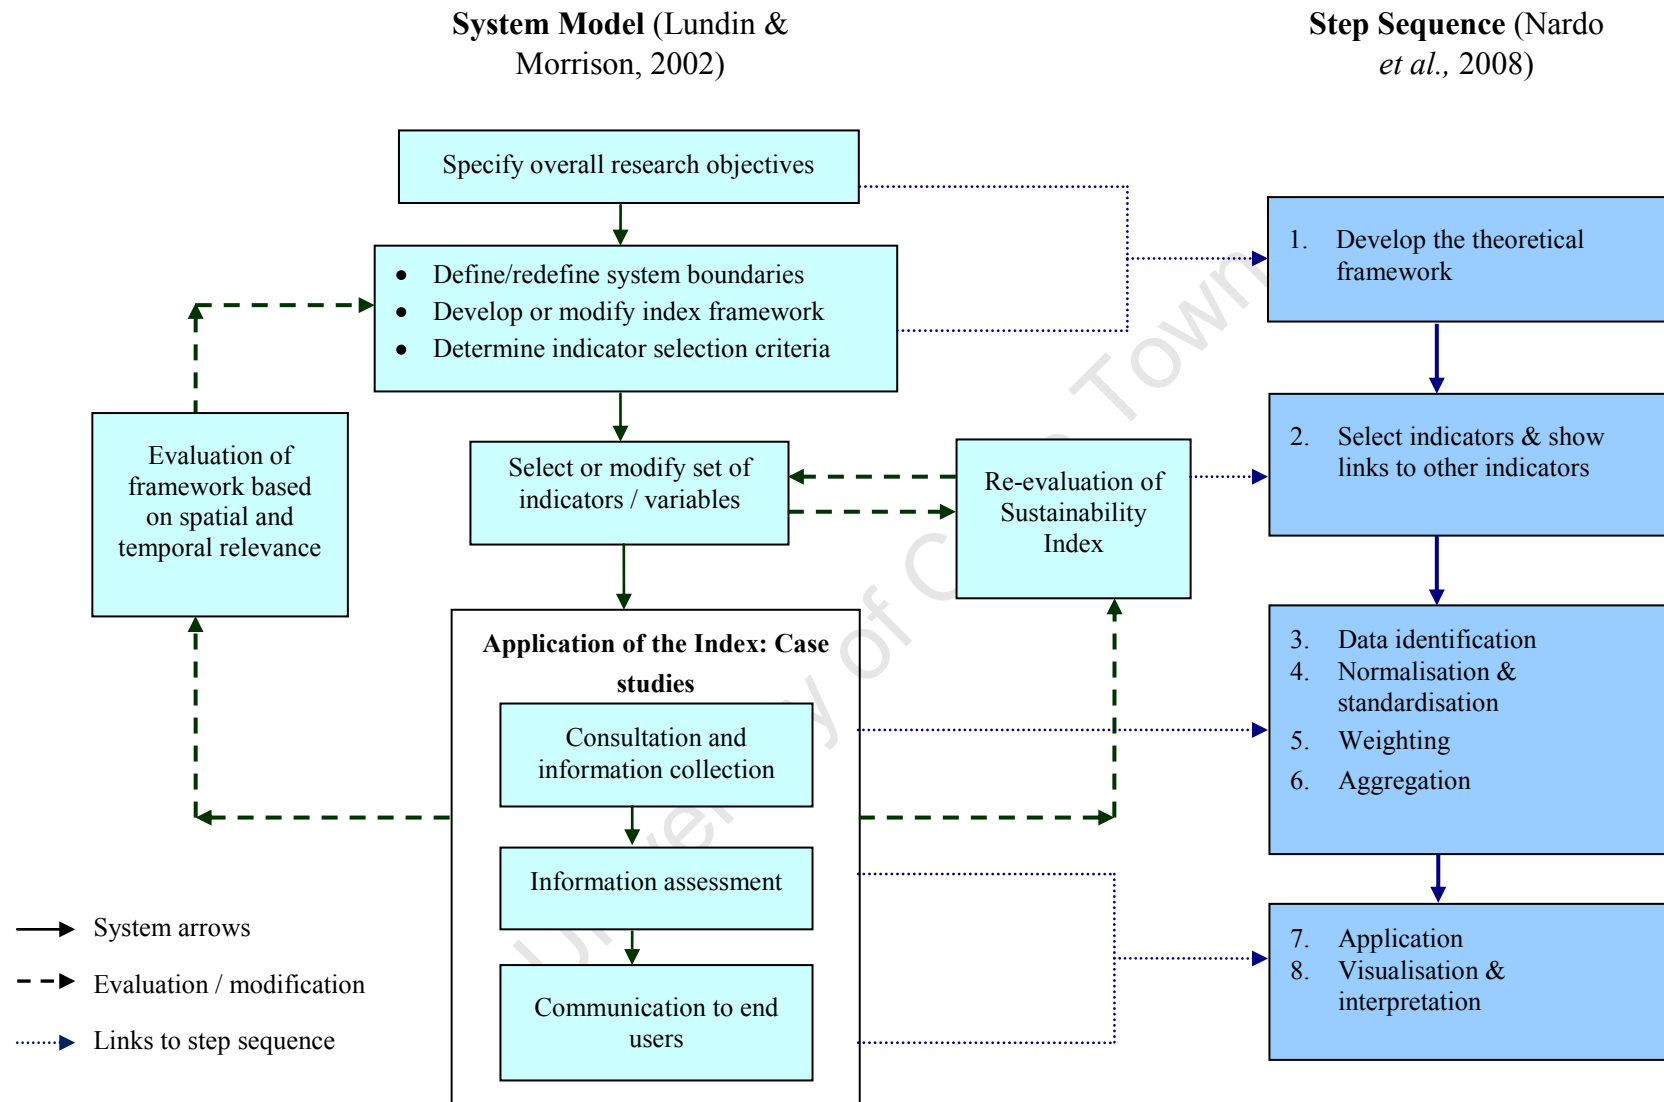 System Model (Lundin &
Morrison, 2002)
Step Sequence (Nardo
et al., 2008)
Specify overall research objectives
• Define/redefine system boundaries
• Develop or modify index framework
• Determine indicator selection criteria
Evaluation of
framework based
on spatial and
temporal relevance
Select or modify set of
indicators / variables
Re-evaluation of
Sustainability
Index
Application of the Index: Case
studies
Consultation and
information collection
Information assessment
Communication to end
users
1. Develop the theoretical
framework
2. Select indicators & show
links to other indicators
3. Data identification
4. Normalisation &
standardisation
5. Weighting
6. Aggregation
7. Application
8. Visualisation &
interpretation
System arrows
Evaluation / modification
Links to step sequence
of
Town